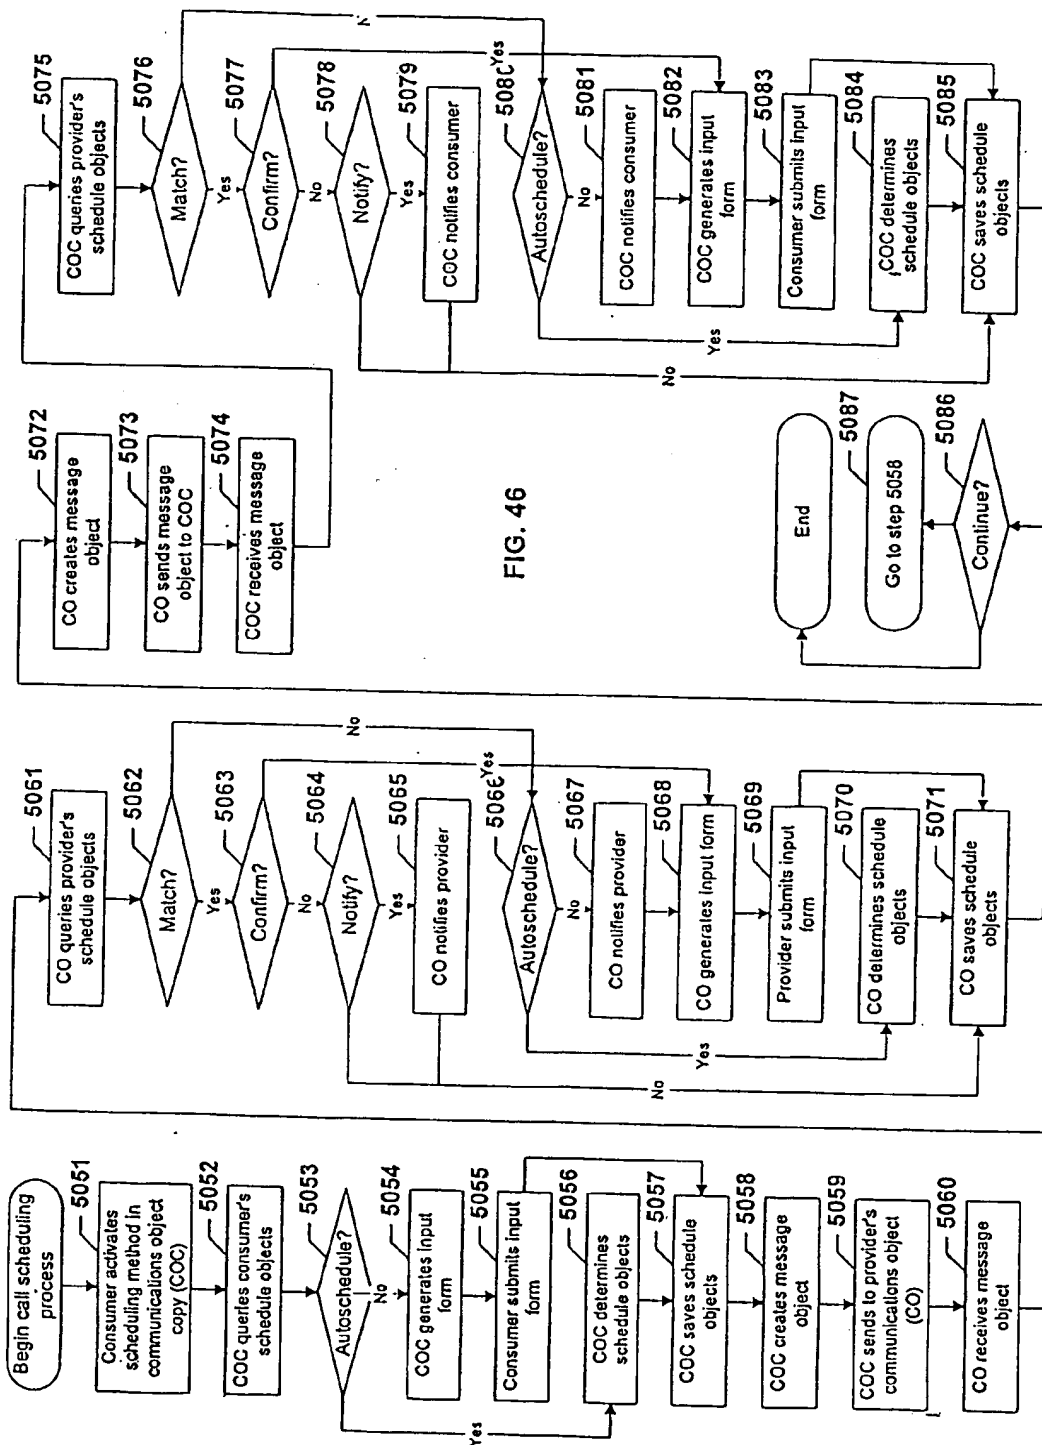 Begin call scheduling
process
5051
Consumer activates
scheduling method in
communications object
copy (COC)
5052
COC queries consumer's
schedule objects
5053
Autoschedule?
No
Yes
5054
COC generates input
form
5055
Consumer submits input
form
5056
COC determines
schedule objects
5057
COC saves schedule
objects
5058
COC creates message
object
5059
COC sends to provider's
communications object
(CO)
5060
CO receives message
object
5061
CO queries provider's
schedule objects
5062
Match?
Yes
No
5063
Confirm?
No
Yes
5064
Notify?
Yes
No
5065
CO notifies provider
5066
Autoschedule?
No
Yes
5067
CO notifies provider
5068
CO generates Input form
5069
Provider submits input
form
5070
CO determines schedule
objects
5071
CO saves schedule
objects
5072
CO creates message
object
5073
CO sends message
object to COC
5074
COC receives message
object
5075
COC queries provider's
schedule objects
5076
Match?
Yes
5077
Confirm?
No
Yes
5078
Notify?
Yes
No
5079
COC notifies consumer
5080
Autoschedule?
No
Yes
5081
COC notifies consumer
5082
COC generates input
form
5083
Consumer submits input
form
5084
COC determines
schedule objects
5085
COC saves schedule
objects
5086
Continue?
5087
Go to step 5058
End
FIG. 46